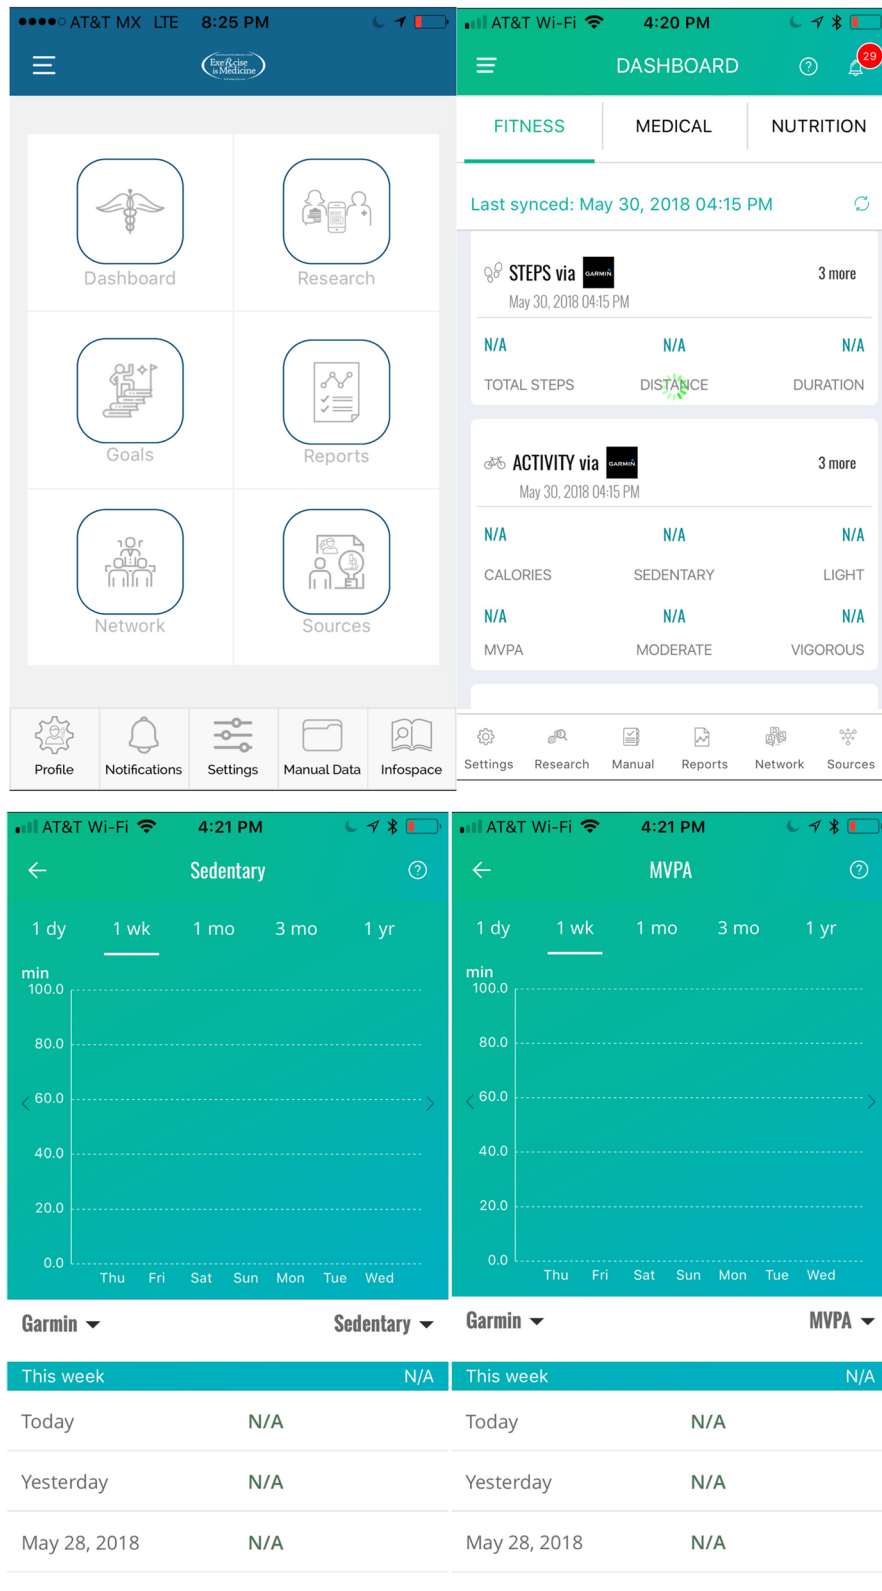 AT&T MX LTE 8:25 PM
ExeRcise
is Medicine
Dashboard Research
Goals Reports
Network Sources
Profile Notifications Settings Manual Data Infospace
AT&T Wi-Fi 4:20 PM
DASHBOARD ? 29
FITNESS MEDICAL NUTRITION
Last synced: May 30, 2018 04:15 PM
STEPS via GARMIN 3 more
May 30, 2018 04:15 PM
N/A N/A N/A
TOTAL STEPS DISTANCE DURATION
ACTIVITY via GARMIN 3 more
May 30, 2018 04:15 PM
N/A N/A N/A
CALORIES SEDENTARY LIGHT
N/A N/A N/A
MVPA MODERATE VIGOROUS
Settings Research Manual Reports Network Sources
AT&T Wi-Fi 4:21 PM
Sedentary ?
1 dy 1 wk 1 mo 3 mo 1 yr
min
100.0
80.0
60.0
40.0
20.0
0.0
Thu Fri Sat Sun Mon Tue Wed
Garmin Sedentary
This week N/A
Today N/A
Yesterday N/A
May 28, 2018 N/A
AT&T Wi-Fi 4:21 PM
MVPA ?
1 dy 1 wk 1 mo 3 mo 1 yr
min
100.0
80.0
60.0
40.0
20.0
0.0
Thu Fri Sat Sun Mon Tue Wed
Garmin MVPA
This week N/A
Today N/A
Yesterday N/A
May 28, 2018 N/A